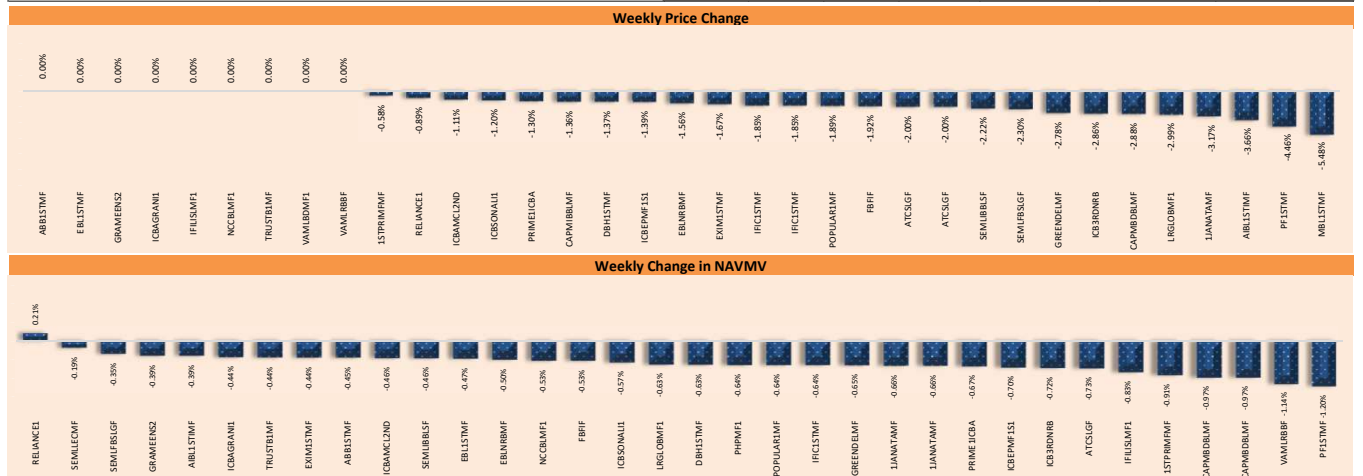 Weekly Price Change
0.00% 0.00% 0.00% 0.00% 0.00% 0.00% 0.00% 0.00% 0.00% -0.58% -0.89% -1.11% -1.20% -1.30% -1.36% -1.37% -1.39% -1.56% -1.67% -1.85% -1.85% -1.89% -1.92% -2.00% -2.00% -2.22% -2.30% -2.78% -2.86% -2.88% -2.99% -3.17% -3.66% -4.46% -5.48%
ABB1STMF EBL1STMF GRAMEENS2 ICBAGRANI1 IFILISLMF1 NCCBLMF1 TRUSTB1MF VAMLBDMF1 VAMLRBBF 1STPRIMFMF RELIANCE1 ICBAMCL2ND ICBSONALI1 PRIME1ICBA CAPMIBBLMF DBH1STMF ICBEPMF1S1 EBLNRBMF EXIM1STMF IFIC1STMF IFIC1STMF POPULAR1MF FBFIF ATCSLGF ATCSLGF SEMLIBBLSF SEMLFBSLGF GREENDELMF ICB3RDNRB CAPMBDBLMF LRGLOBMF1 1JANATAMF AIBL1STIMF PF1STMF MBL1STMF
Weekly Change in NAVMV
0.21% -0.19% -0.35% -0.39% -0.39% -0.44% -0.44% -0.44% -0.45% -0.46% -0.46% -0.47% -0.50% -0.53% -0.53% -0.57% -0.63% -0.63% -0.64% -0.64% -0.64% -0.65% -0.66% -0.66% -0.67% -0.70% -0.72% -0.73% -0.83% -0.91% -0.97% -0.97% -1.14% -1.20%
RELIANCE1 SEMLLECMF SEMLFBSLGF GRAMEENS2 AIBL1STIMF ICBAGRANI1 TRUSTB1MF EXIM1STMF ABB1STMF ICBAMCL2ND SEMLIBBLSF EBL1STMF EBLNRBMF NCCBLMF1 FBFIF ICBSONALI1 LRGLOBMF1 DBH1STMF PHPMF1 POPULAR1MF IFIC1STMF GREENDELMF 1JANATAMF 1JANATAMF PRIME1ICBA ICBEPMF1S1 ICB3RDNRB ATCSLGF IFILISLMF1 1STPRIMFMF CAPMBDBLMF CAPMBDBLMF VAMLRBBF PF1STMF